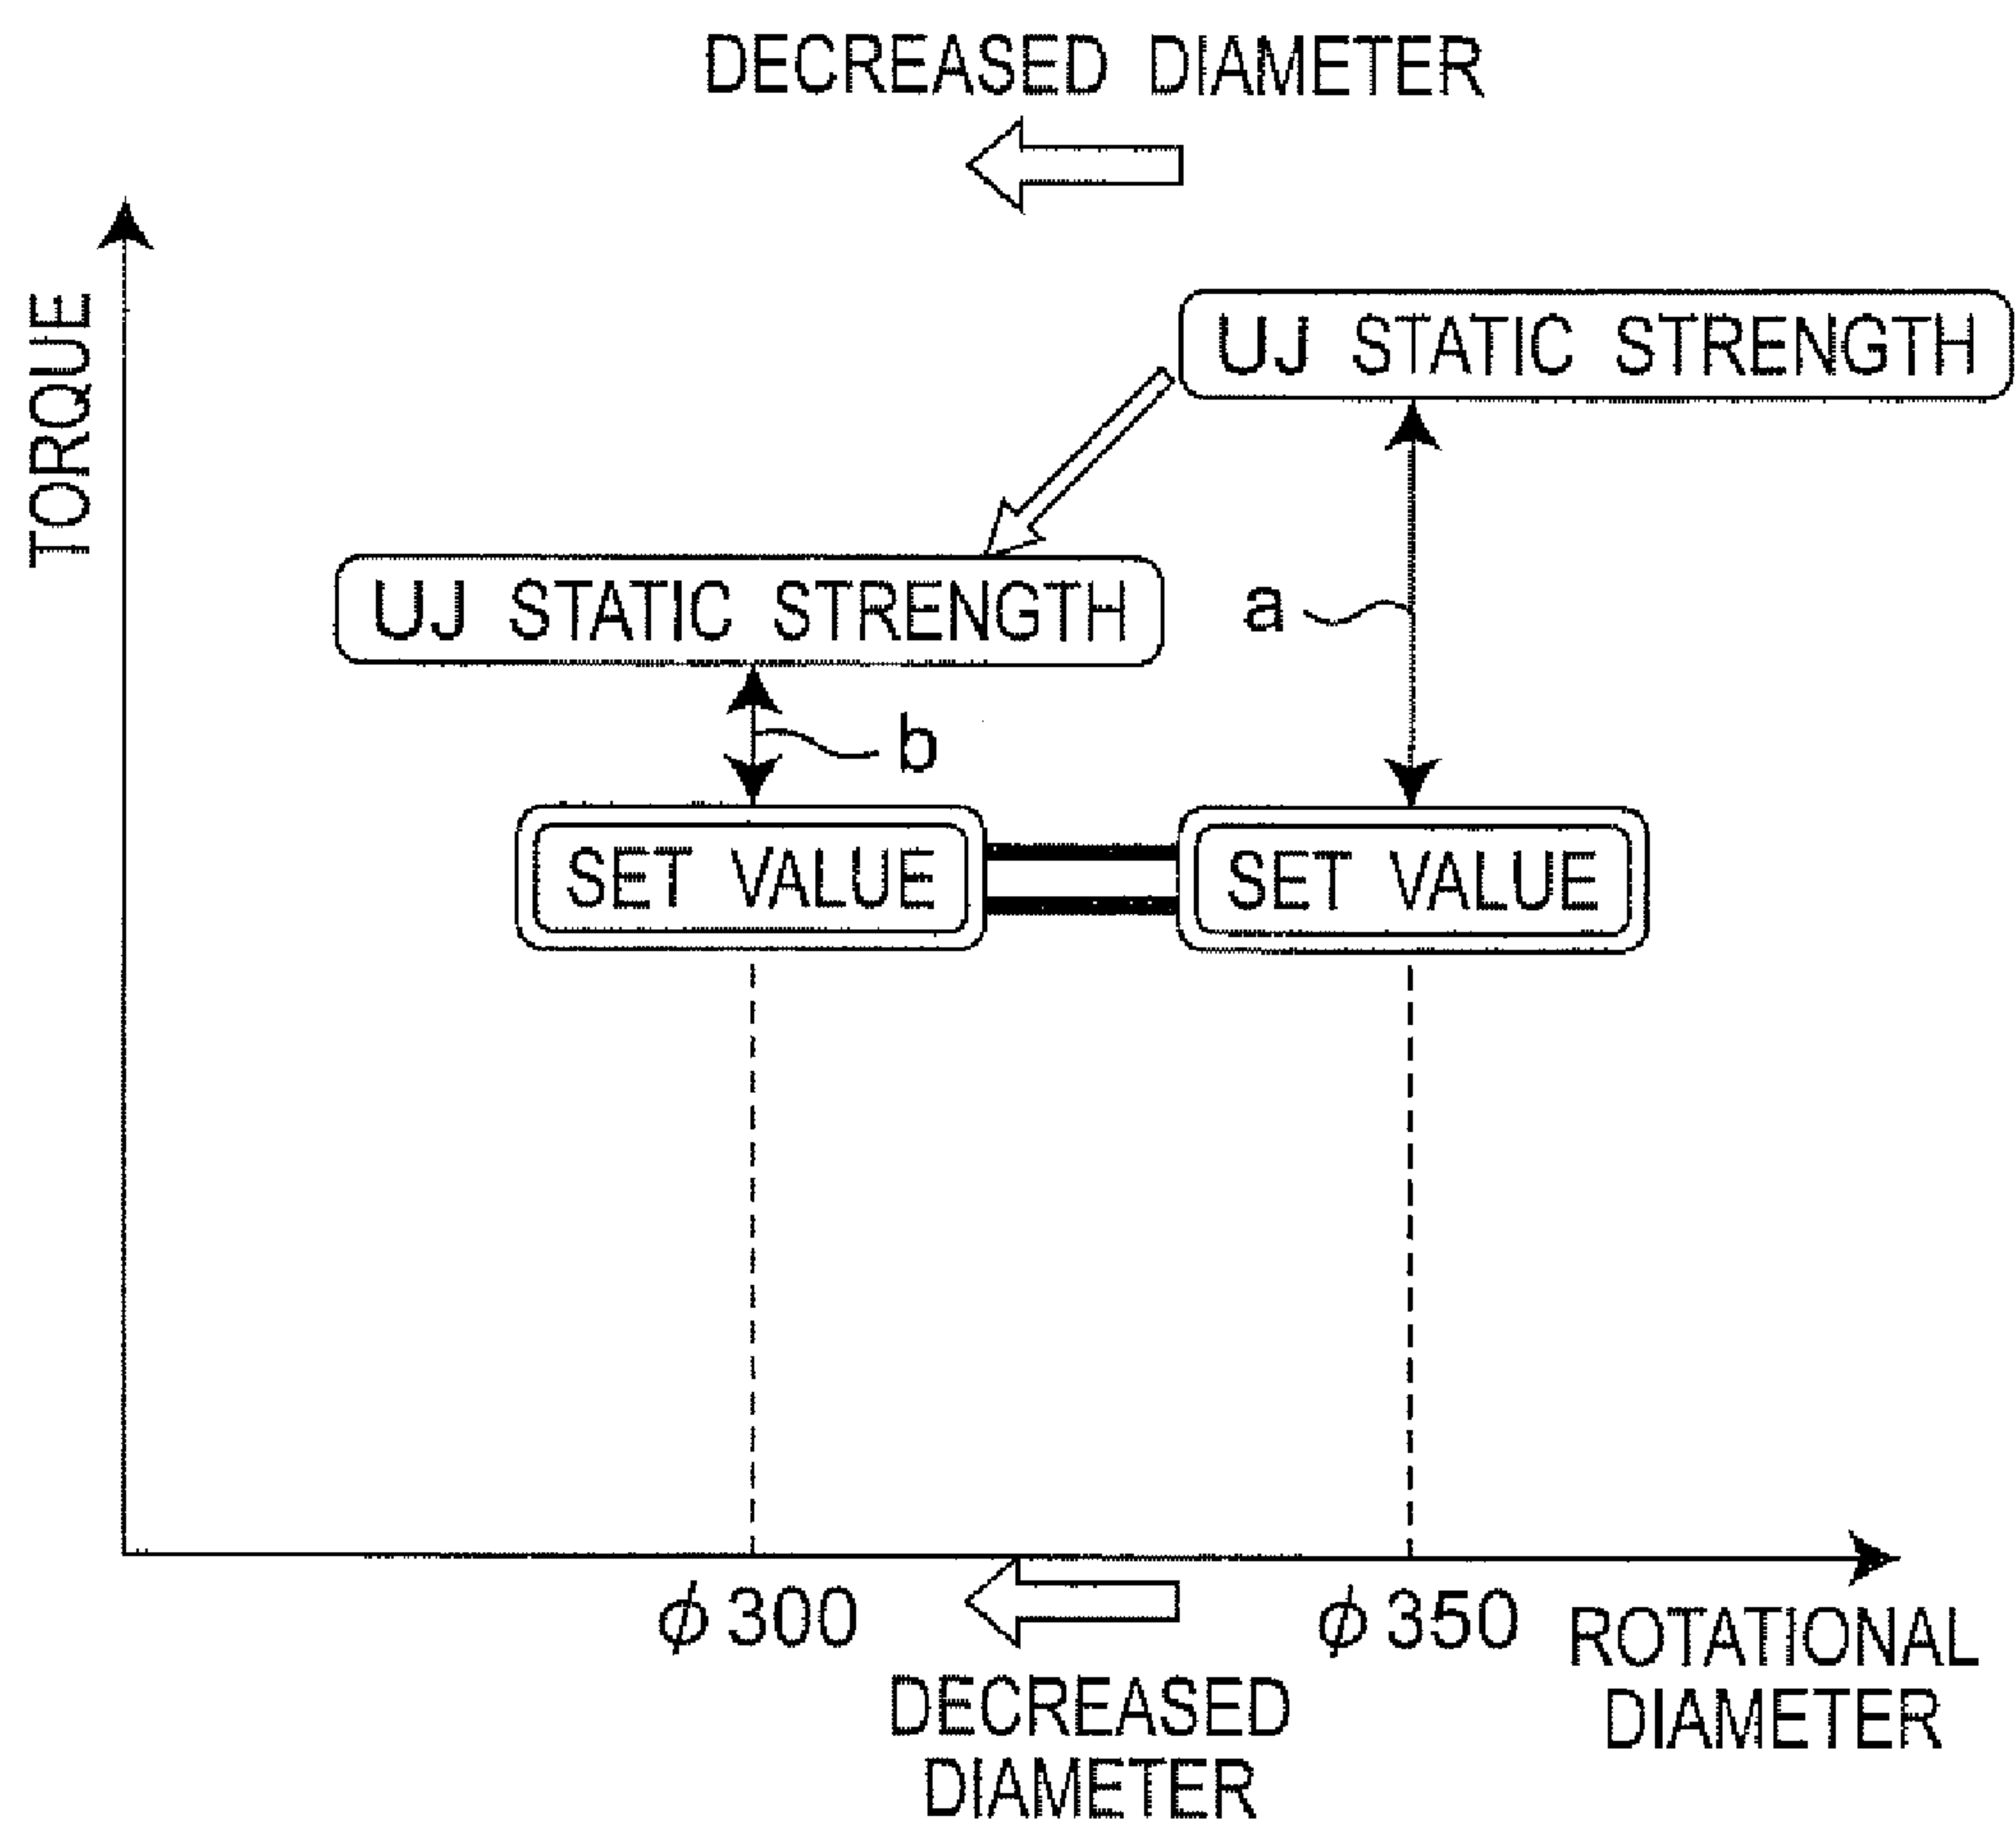 DECREASED DIAMETER
TORQUE
UJ STATIC STRENGTH
UJ STATIC STRENGTH
a
b
SET VALUE
SET VALUE
ϕ300
ϕ350
ROTATIONAL
DIAMETER
DECREASED
DIAMETER